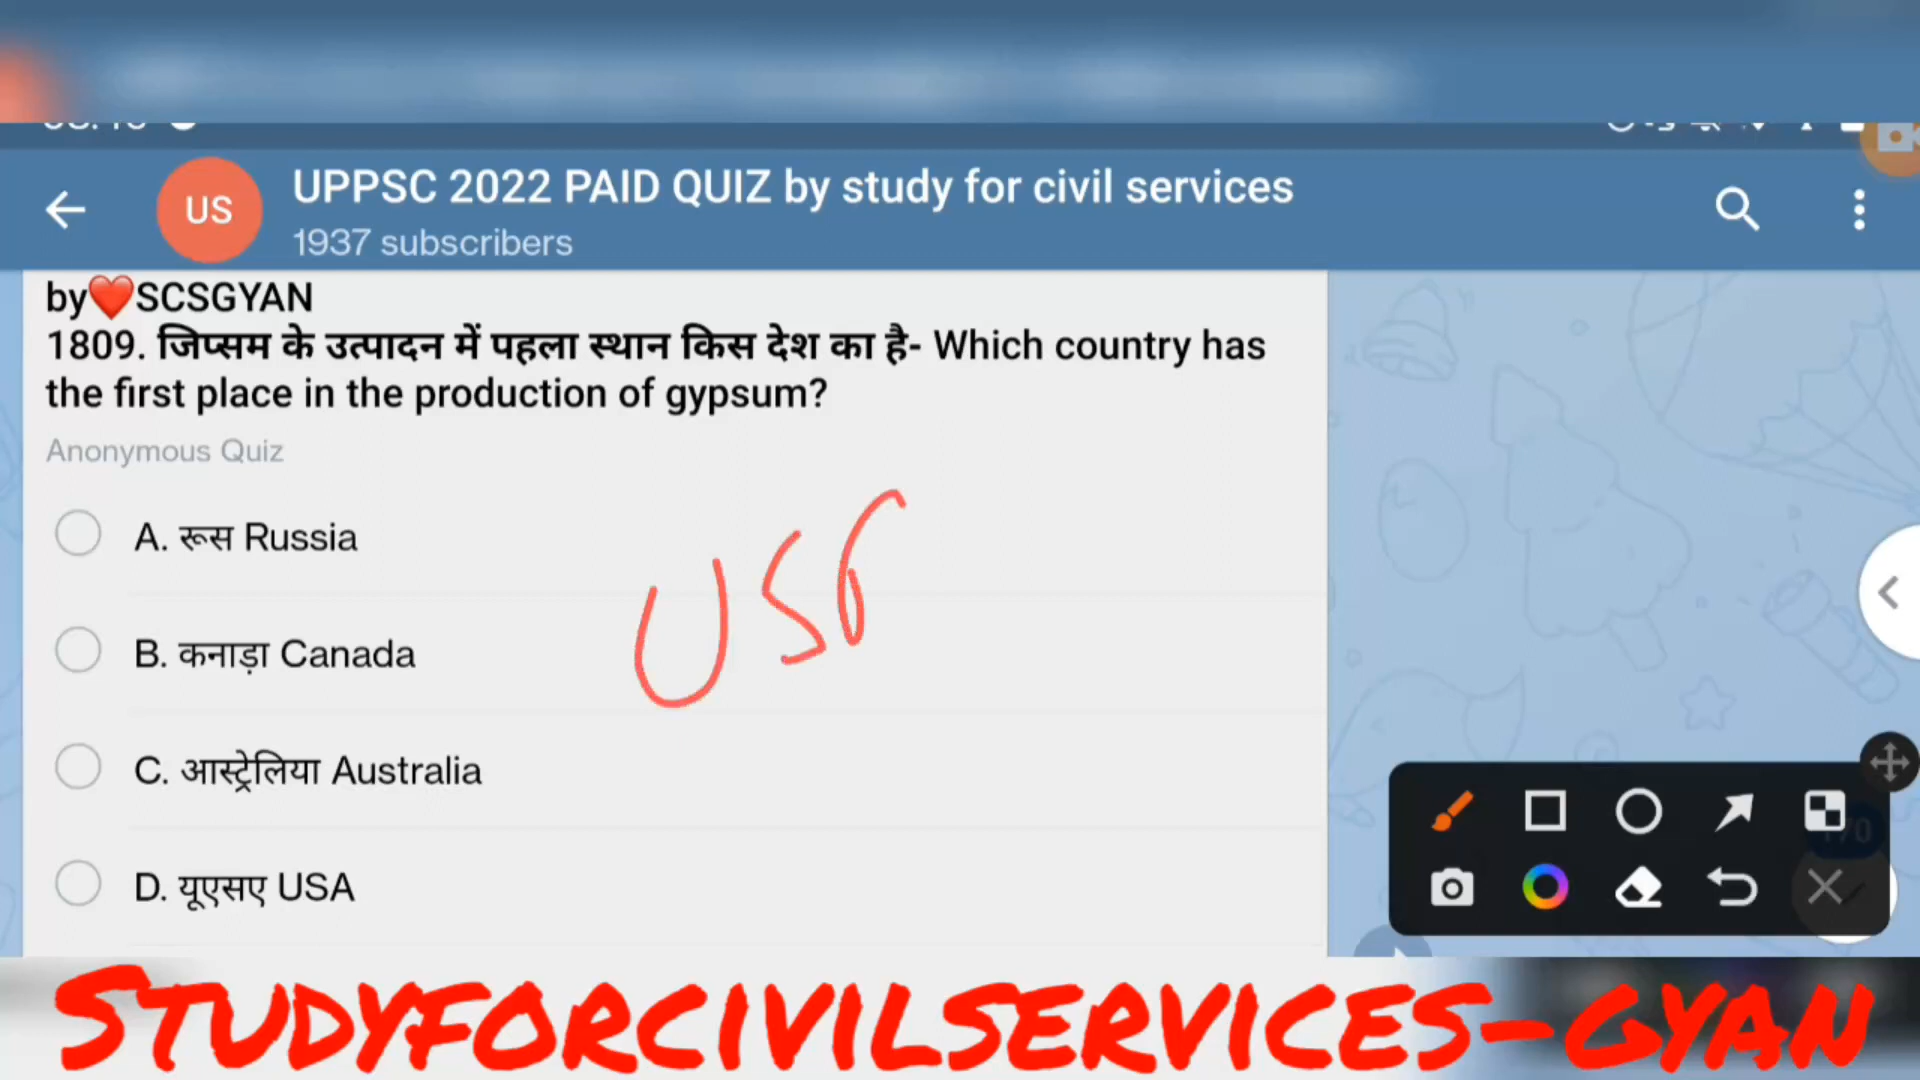 UPPSC 2022 PAID QUIZ by study for civil services
US
1937 subscribers
by❤️SCSGYAN
1809. जिप्सम के उत्पादन में पहला स्थान किस देश का है- Which country has
the first place in the production of gypsum?
Anonymous Quiz
A. रूस Russia
B. कनाड़ा Canada
C. आस्ट्रेलिया Australia
D. यूएसए USA
US
STUDYFORCIVILSERVICES-GYAN